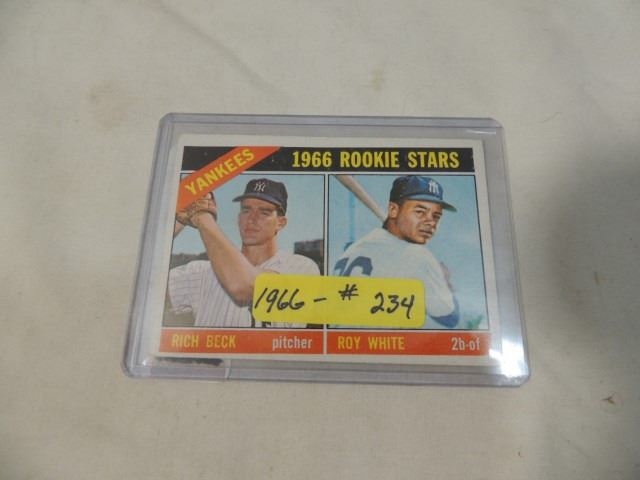 YANKEES
1966 ROOKIE STARS
1966 - # 234
RICH BECK pitcher ROY WHITE 2b-of